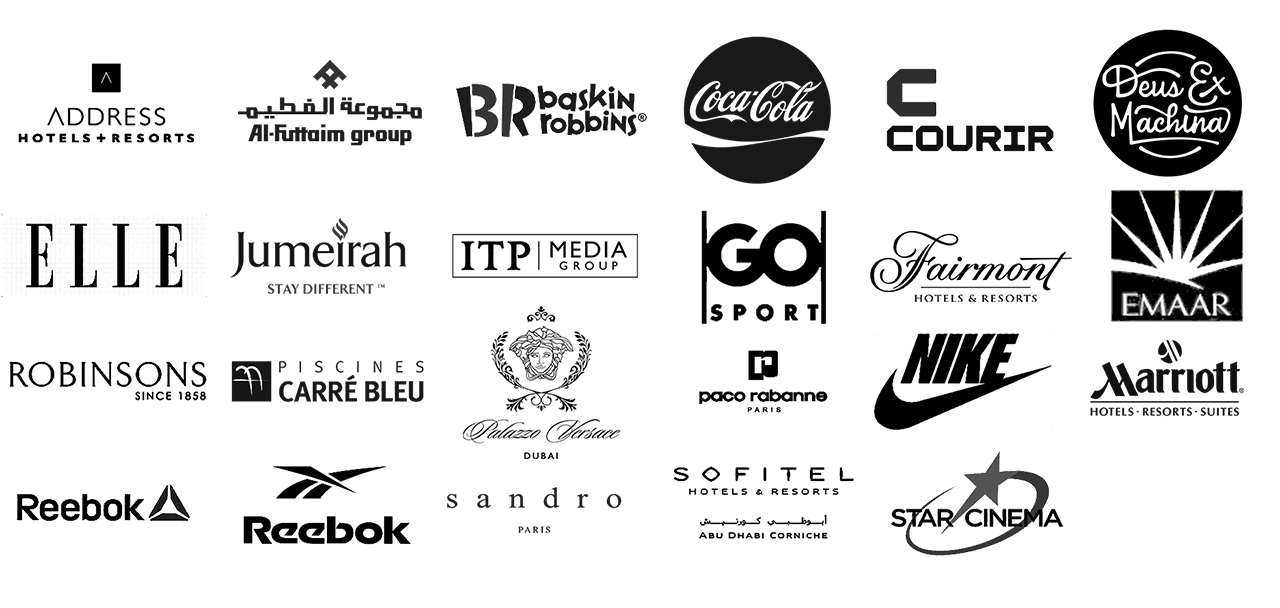 ADDRESS
HOTELS + RESORTS
مجموعة الفطيم
Al-Futtaim group
BR baskin
robbins®
Coca-Cola
C
COURIR
Deus Ex
Machina
ELLE
Jumeirah
STAY DIFFERENT ™
ITP | MEDIA
GROUP
GO
SPORT
Fairmont
HOTELS & RESORTS
EMAAR
ROBINSONS
SINCE 1858
PISCINES
CARRÉ BLEU
Palazzo Versace
DUBAI
paco rabanne
PARIS
NIKE
Marriott®
HOTELS · RESORTS · SUITES
Reebok
Reebok
sandro
PARIS
SOFITEL
HOTELS & RESORTS
أبوظبي كورنيش
ABU DHABI CORNICHE
STAR CINEMA